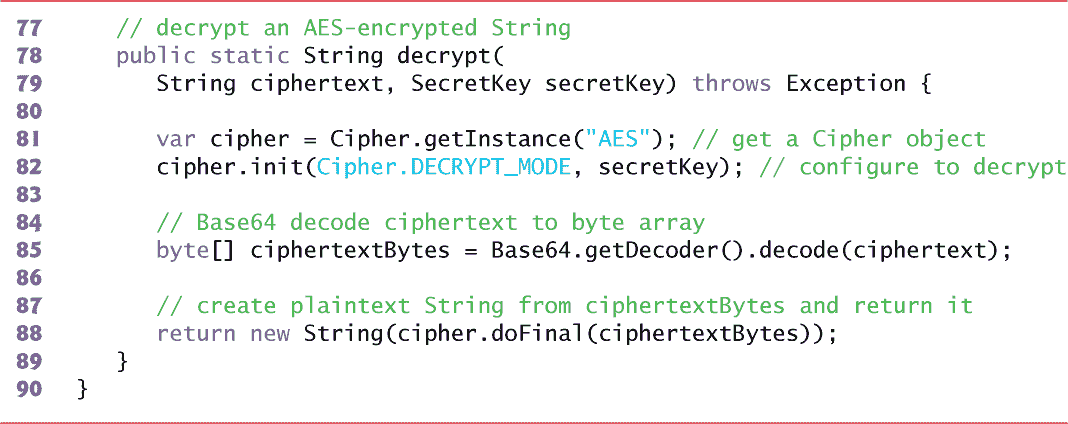 77 // decrypt an AES-encrypted String
78 public static String decrypt(
79 String ciphertext, SecretKey secretKey) throws Exception {
80
81 var cipher = Cipher.getInstance("AES"); // get a Cipher object
82 cipher.init(Cipher.DECRYPT_MODE, secretKey); // configure to decrypt
83
84 // Base64 decode ciphertext to byte array
85 byte[] ciphertextBytes = Base64.getDecoder().decode(ciphertext);
86
87 // create plaintext String from ciphertextBytes and return it
88 return new String(cipher.doFinal(ciphertextBytes));
89 }
90 }